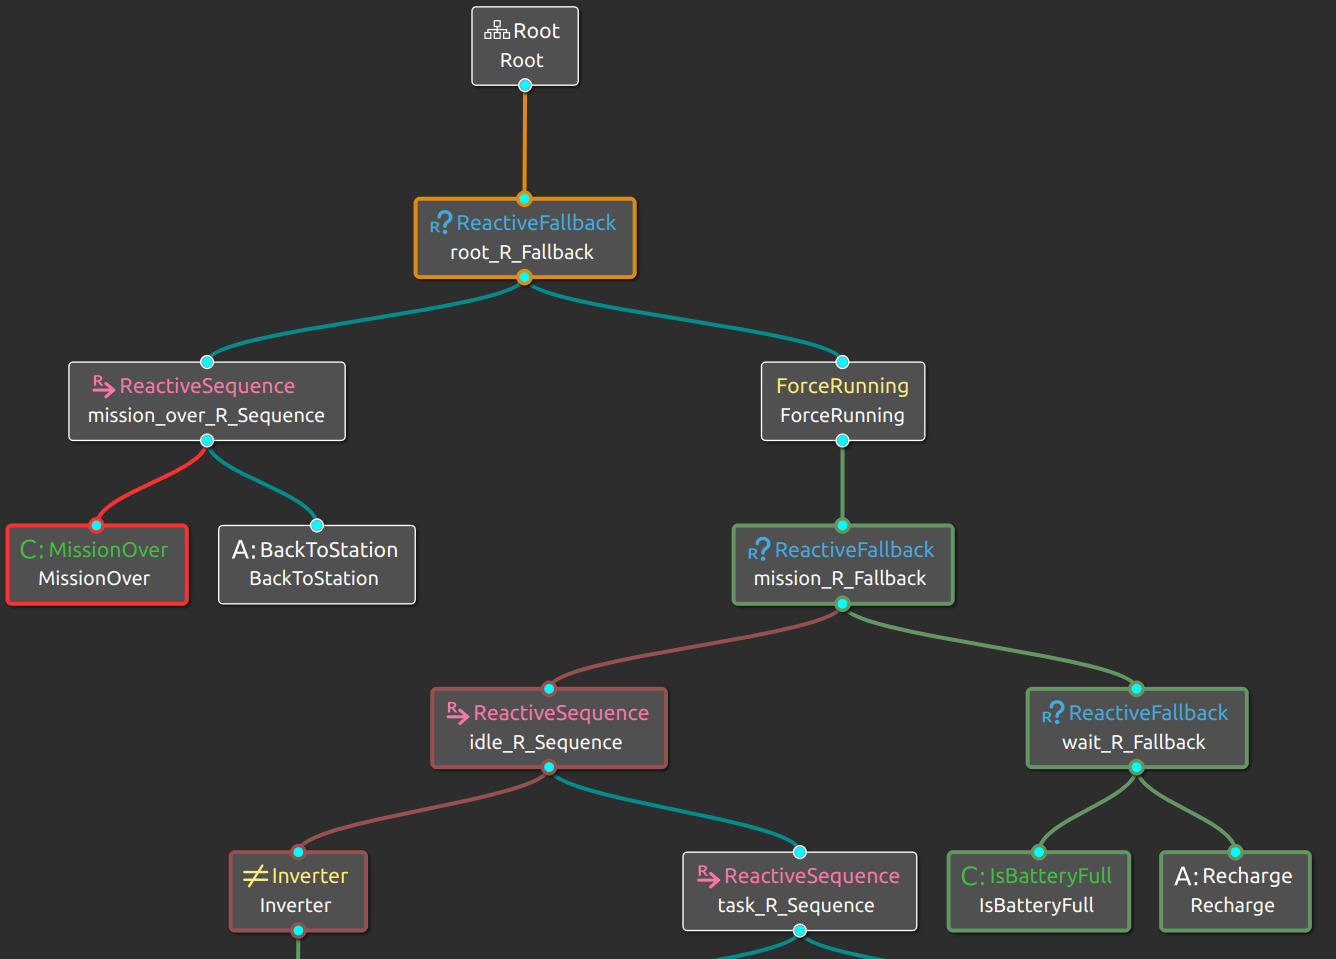 Root
Root
R? ReactiveFallback
root_R_Fallback
R ReactiveSequence
mission_over_R_Sequence
ForceRunning
ForceRunning
C: MissionOver
MissionOver
A: BackToStation
BackToStation
R? ReactiveFallback
mission_R_Fallback
R ReactiveSequence
idle_R_Sequence
R? ReactiveFallback
wait_R_Fallback
≠ Inverter
Inverter
R ReactiveSequence
task_R_Sequence
C: IsBatteryFull
IsBatteryFull
A: Recharge
Recharge